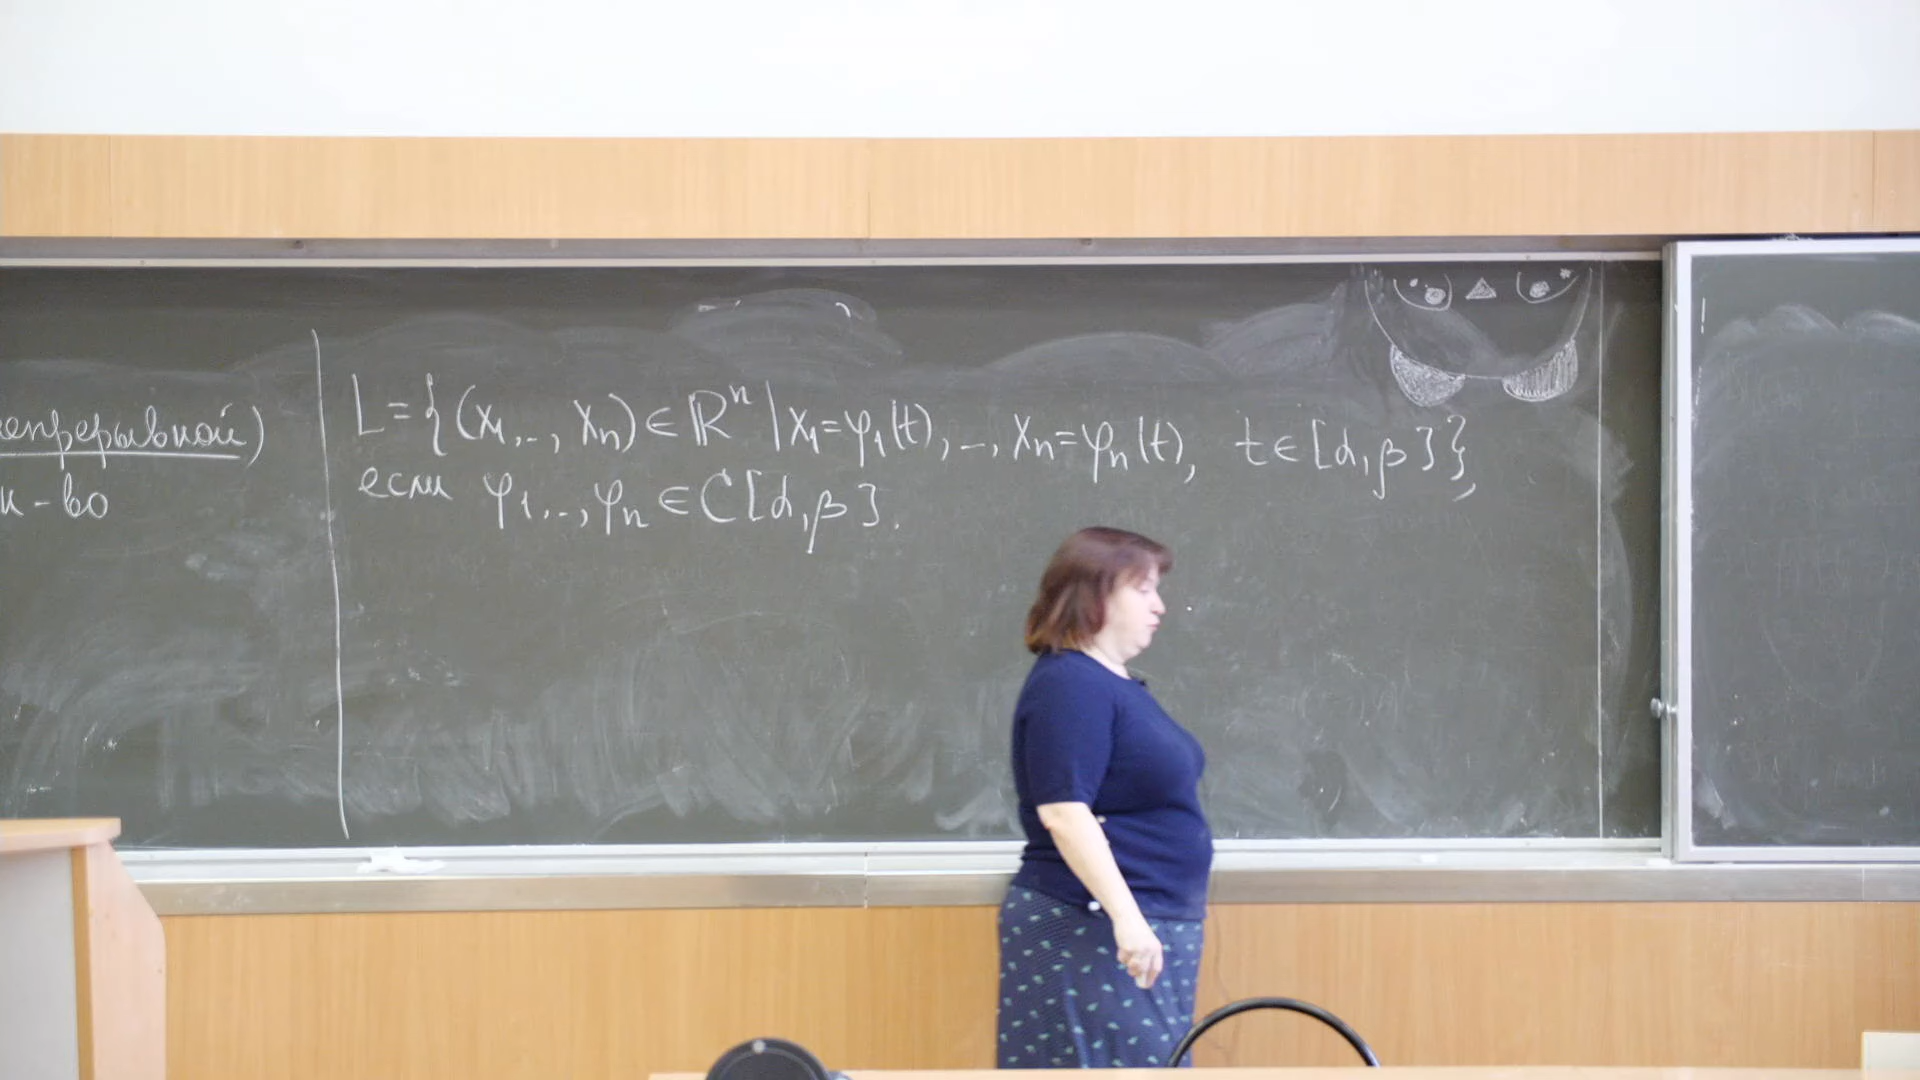 непрерывной)
к-во
L={(x₁,.., xₙ)∈ℝⁿ | x₁=φ₁(t), .., xₙ=φₙ(t), t∈[α,β]},
если φ₁,..,φₙ∈C[α,β].